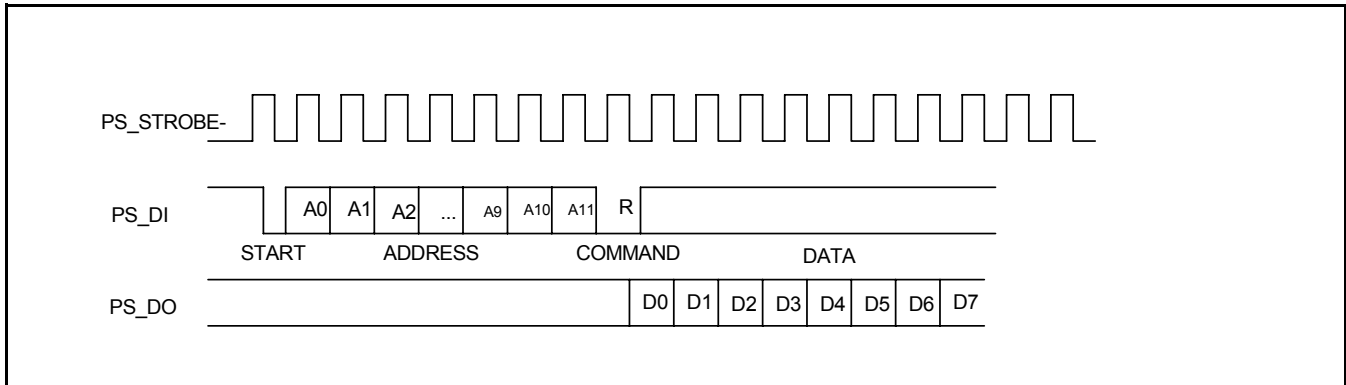 PS_STROBE-
PS_DI A0 A1 A2 ... A9 A10 A11 R
START ADDRESS COMMAND DATA
PS_DO D0 D1 D2 D3 D4 D5 D6 D7